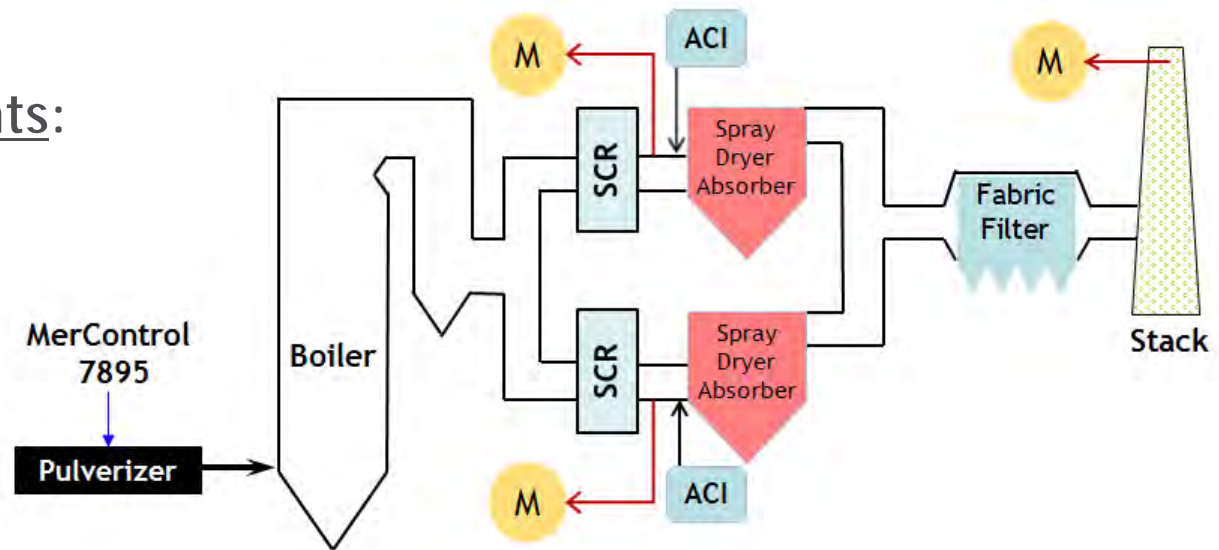 nts:
M
ACI
M
SCR
Spray
Dryer
Absorber
Fabric
Filter
MerControl
7895
Boiler
SCR
Spray
Dryer
Absorber
Stack
Pulverizer
M
ACI